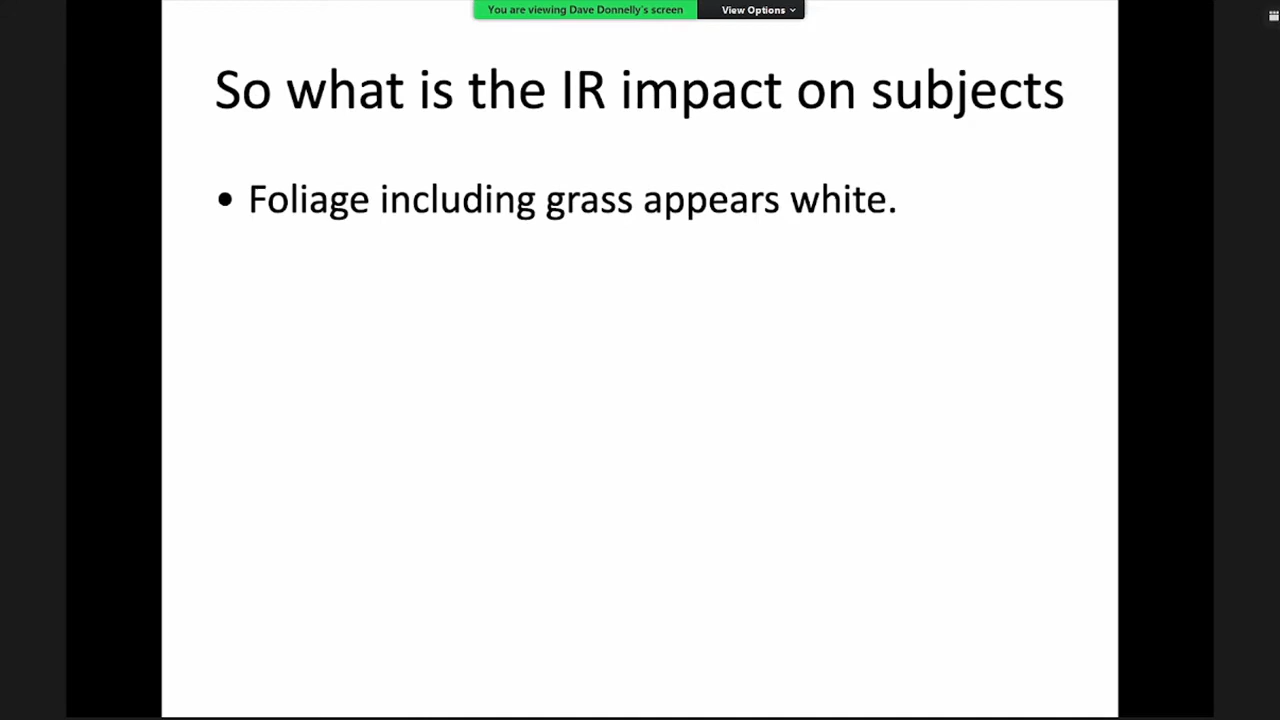 You are viewing Dave Donnelly's screen View Options
So what is the IR impact on subjects
• Foliage including grass appears white.